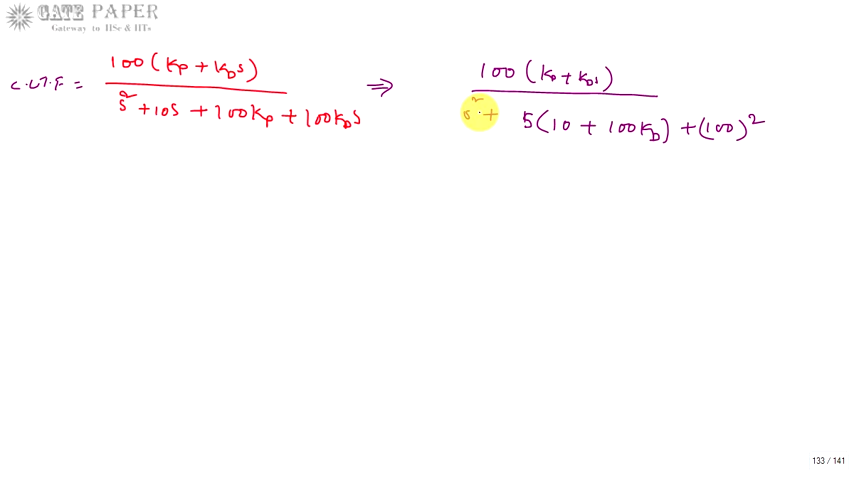 GATE PAPER
Gateway to IISc & IITs
C.L.T.F = 100(Kp + KDs) / s² + 10s + 100Kp + 100KDs ⇒ 100(Kp + KDs) / s² + s(10 + 100KD) + (100)²
133 / 141